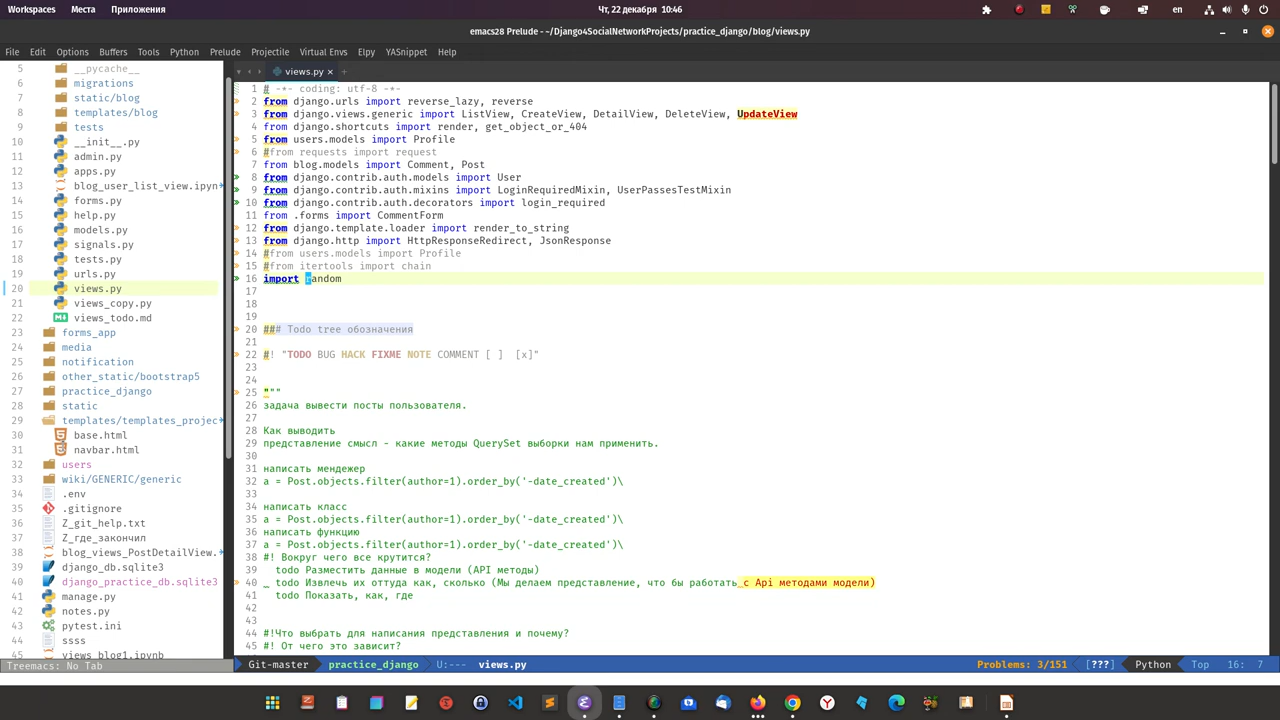 Workspaces Места Приложения Чт, 22 декабря 10:46 en
emacs28 Prelude - ~/Django4SocialNetworkProjects/practice_django/blog/views.py
File Edit Options Buffers Tools Python Prelude Projectile Virtual Envs Elpy YASnippet Help
views.py × +
5 __pycache__
6 migrations
7 static/blog
8 templates/blog
9 tests
10 __init__.py
11 admin.py
12 apps.py
13 blog_user_list_view.ipyn
14 forms.py
15 help.py
16 models.py
17 signals.py
18 tests.py
19 urls.py
20 views.py
21 views_copy.py
22 views_todo.md
23 forms_app
24 media
25 notification
26 other_static/bootstrap5
27 practice_django
28 static
29 templates/templates_projec
30 base.html
31 navbar.html
32 users
33 wiki/GENERIC/generic
34 .env
35 .gitignore
36 Z_git_help.txt
37 Z_где_закончил
38 blog_views_PostDetailView.
39 django_db.sqlite3
40 django_practice_db.sqlite3
41 manage.py
42 notes.py
43 pytest.ini
44 ssss
45 views_blog1.ipynb
Treemacs: No Tab
1 # -*- coding: utf-8 -*-
2 from django.urls import reverse_lazy, reverse
3 from django.views.generic import ListView, CreateView, DetailView, DeleteView, UpdateView
4 from django.shortcuts import render, get_object_or_404
5 from users.models import Profile
6 #from requests import request
7 from blog.models import Comment, Post
8 from django.contrib.auth.models import User
9 from django.contrib.auth.mixins import LoginRequiredMixin, UserPassesTestMixin
10 from django.contrib.auth.decorators import login_required
11 from .forms import CommentForm
12 from django.template.loader import render_to_string
13 from django.http import HttpResponseRedirect, JsonResponse
14 #from users.models import Profile
15 #from itertools import chain
16 import random
17
18
19
20 ### Todo tree обозначения
21
22 #! "TODO BUG HACK FIXME NOTE COMMENT [ ] [x]"
23
24
25 """
26 задача вывести посты пользователя.
27
28 Как выводить
29 представление смысл - какие методы QuerySet выборки нам применить.
30
31 написать мендежер
32 a = Post.objects.filter(author=1).order_by('-date_created')\
33
34 написать класс
35 a = Post.objects.filter(author=1).order_by('-date_created')\
36 написать функцию
37 a = Post.objects.filter(author=1).order_by('-date_created')\
38 #! Вокруг чего все крутится?
39 todo Разместить данные в модели (API методы)
40 todo Извлечь их оттуда как, сколько (Мы делаем представление, что бы работать с Api методами модели)
41 todo Показать, как, где
42
43
44 #!Что выбрать для написания представления и почему?
45 #! От чего это зависит?
Git-master practice_django U:--- views.py Problems: 3/151 [???] Python Top 16: 7